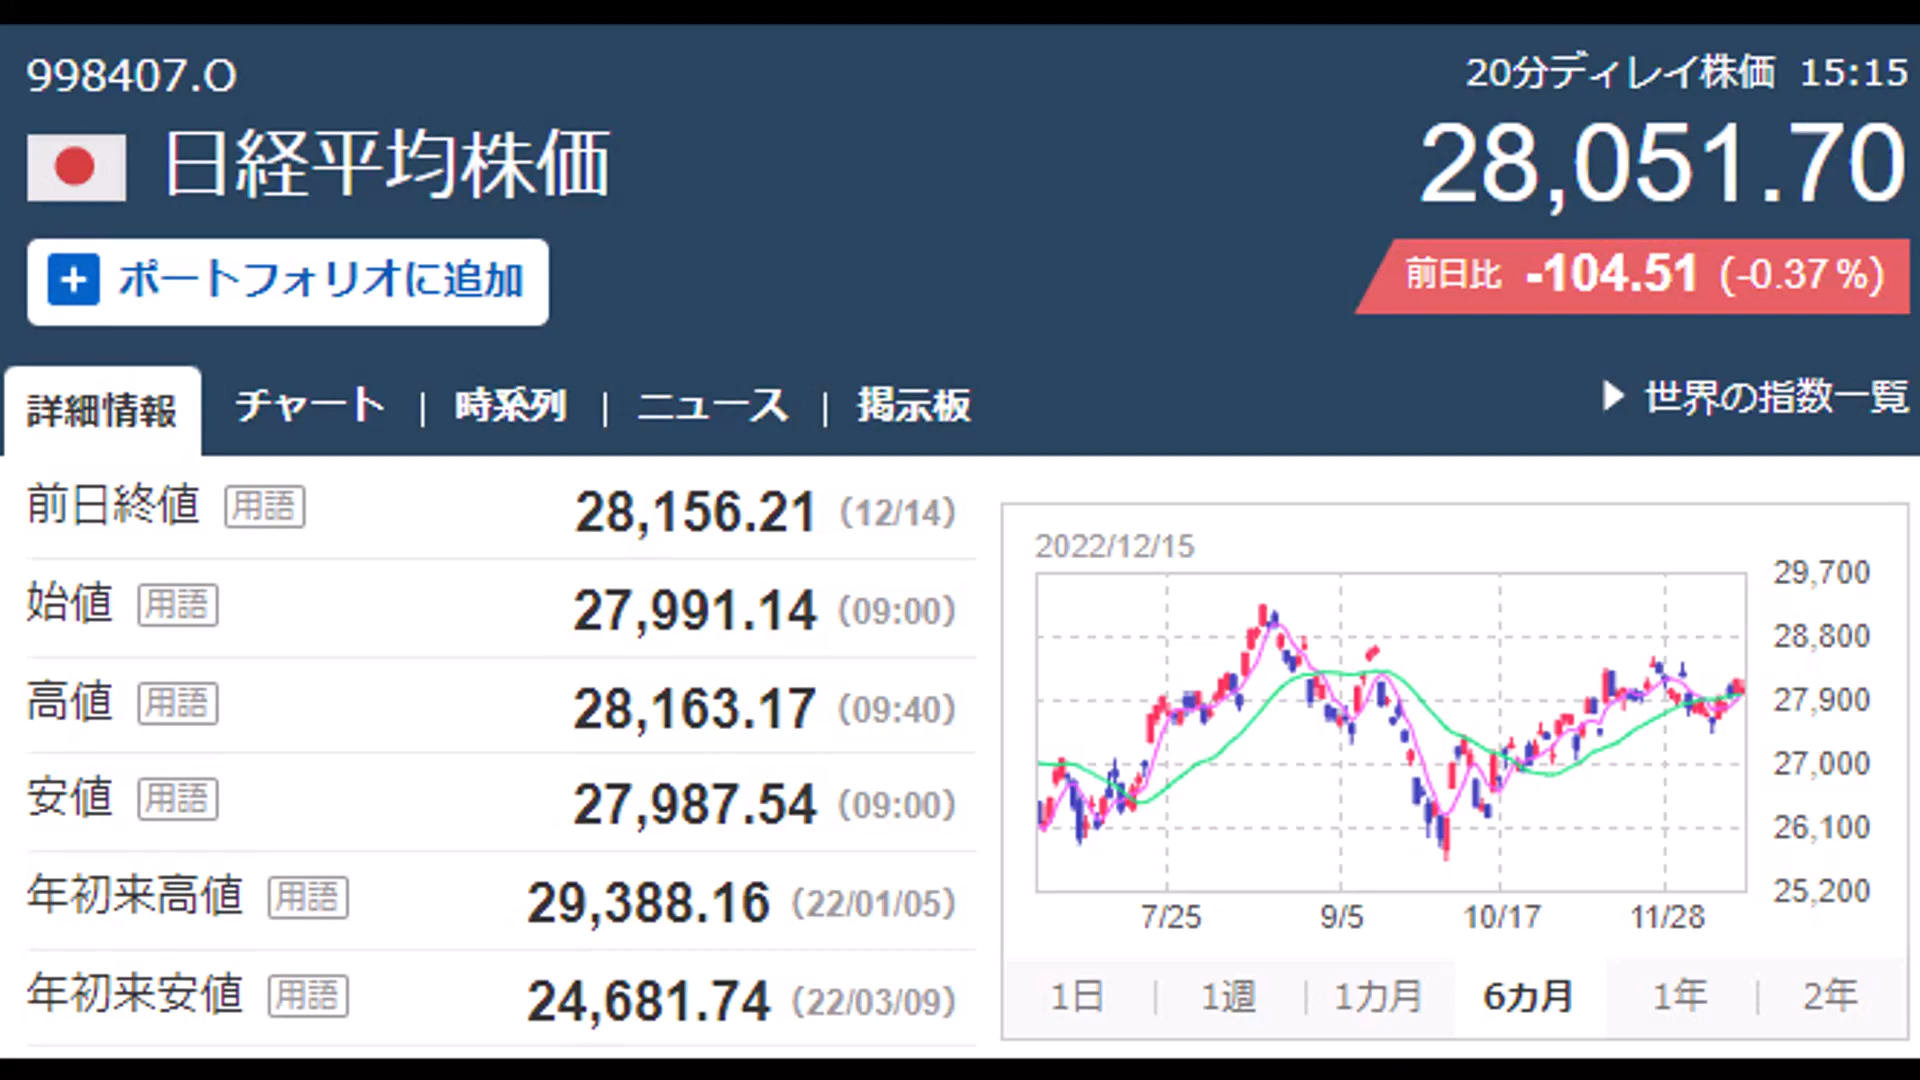 998407.O
20分ディレイ株価 15:15
日経平均株価
28,051.70
前日比 -104.51 (-0.37%)
+ ポートフォリオに追加
詳細情報 チャート | 時系列 | ニュース | 掲示板
▶ 世界の指数一覧
前日終値 用語 28,156.21 (12/14)
始値 用語 27,991.14 (09:00)
高値 用語 28,163.17 (09:40)
安値 用語 27,987.54 (09:00)
年初来高値 用語 29,388.16 (22/01/05)
年初来安値 用語 24,681.74 (22/03/09)
2022/12/15
29,700
28,800
27,900
27,000
26,100
25,200
7/25 9/5 10/17 11/28
1日 | 1週 | 1カ月 6カ月 1年 | 2年